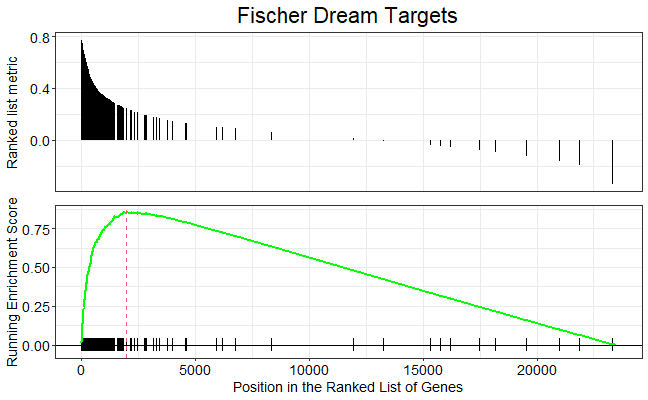 Fischer Dream Targets
Ranked list metric
0.8
0.4
0.0
Running Enrichment Score
0.75
0.50
0.25
0.00
0 5000 10000 15000 20000
Position in the Ranked List of Genes